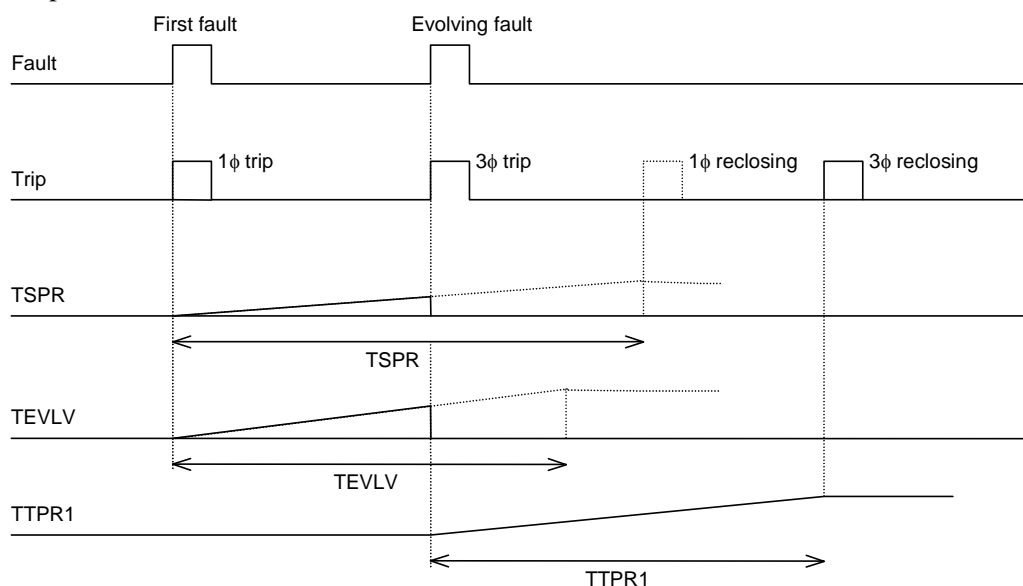 First fault
Evolving fault
Fault
1ϕ trip
3ϕ trip
1ϕ reclosing
3ϕ reclosing
Trip
TSPR
TSPR
TEVLV
TEVLV
TTPR1
TTPR1